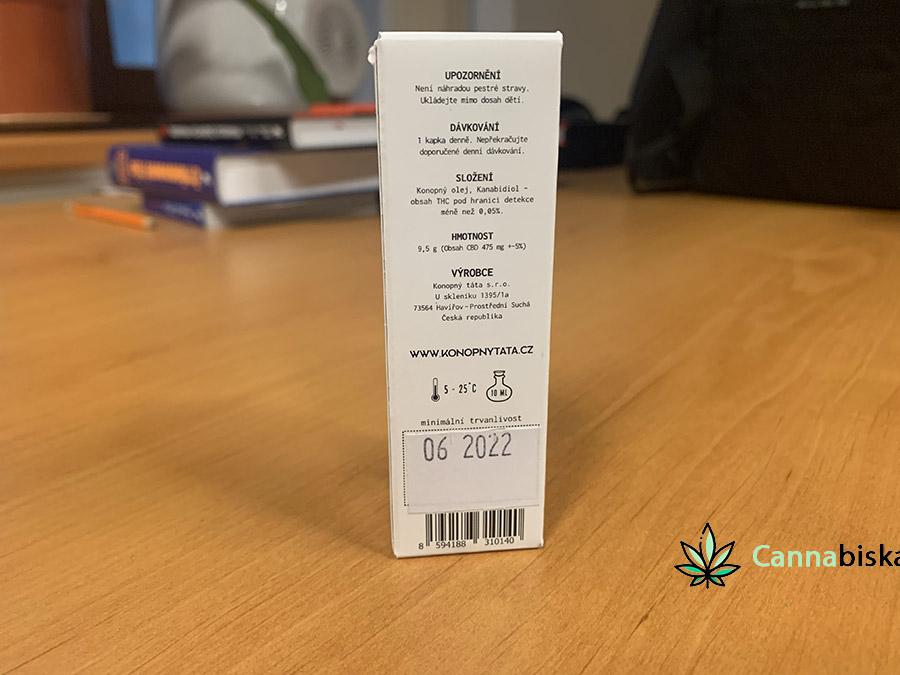 UPOZORNĚNÍ
Není náhradou pestré stravy.
Ukládejte mimo dosah dětí.
DÁVKOVÁNÍ
1 kapka denně. Nepřekračujte
doporučené denní dávkování.
SLOŽENÍ
Konopný olej, Kanabidiol –
obsah THC pod hranicí detekce
méně než 0,05%.
HMOTNOST
9,5 g (Obsah CBD 475 mg +-5%)
VÝROBCE
Konopný táta s.r.o.
U skleníku 1395/1a
73564 Havířov-Prostřední Suchá
Česká republika
WWW.KONOPNYTATA.CZ
5 - 25°C
10 ML
minimální trvanlivost
06 2022
8 594188 310140
Cannabiska